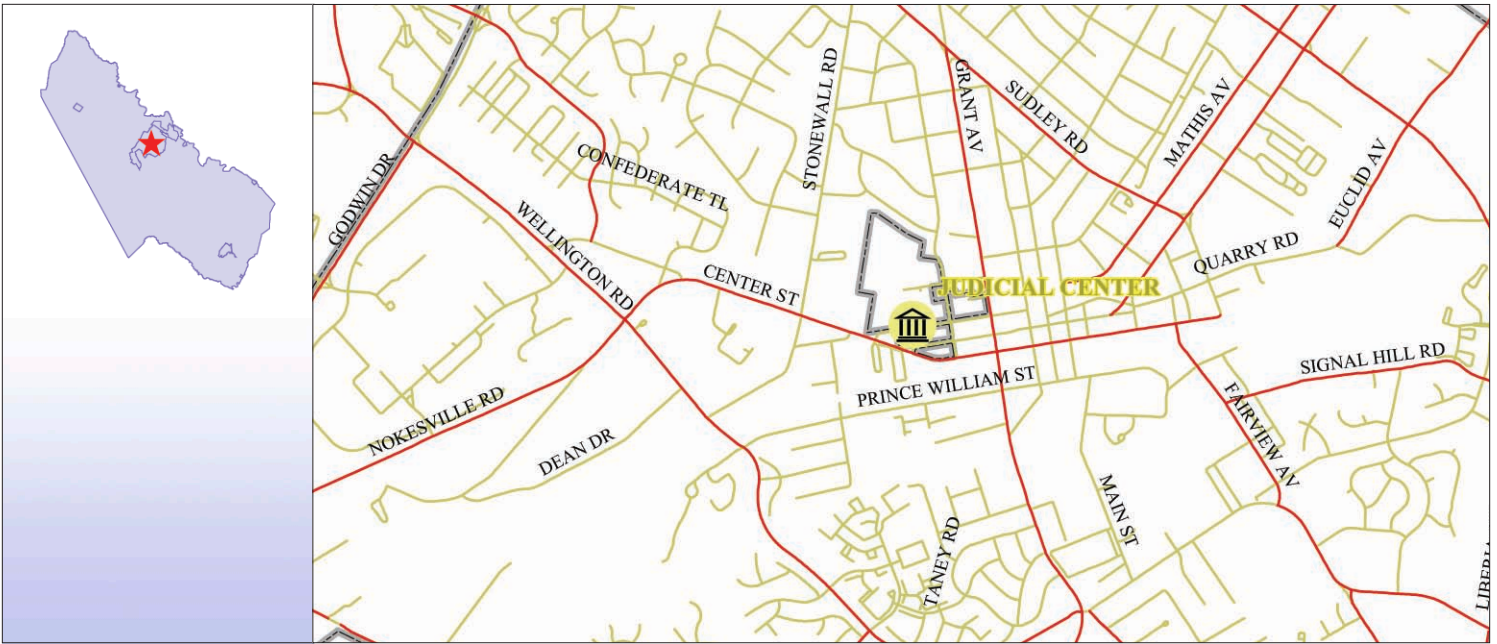 STONEWALL RD
GRANT AV
SUDLEY RD
MATHIS AV
EUCLID AV
GODWIN DR
CONFEDERATE TL
WELLINGTON RD
CENTER ST
QUARRY RD
JUDICIAL CENTER
SIGNAL HILL RD
PRINCE WILLIAM ST
FAIRVIEW AV
NOKESVILLE RD
DEAN DR
MAIN ST
TANEY RD